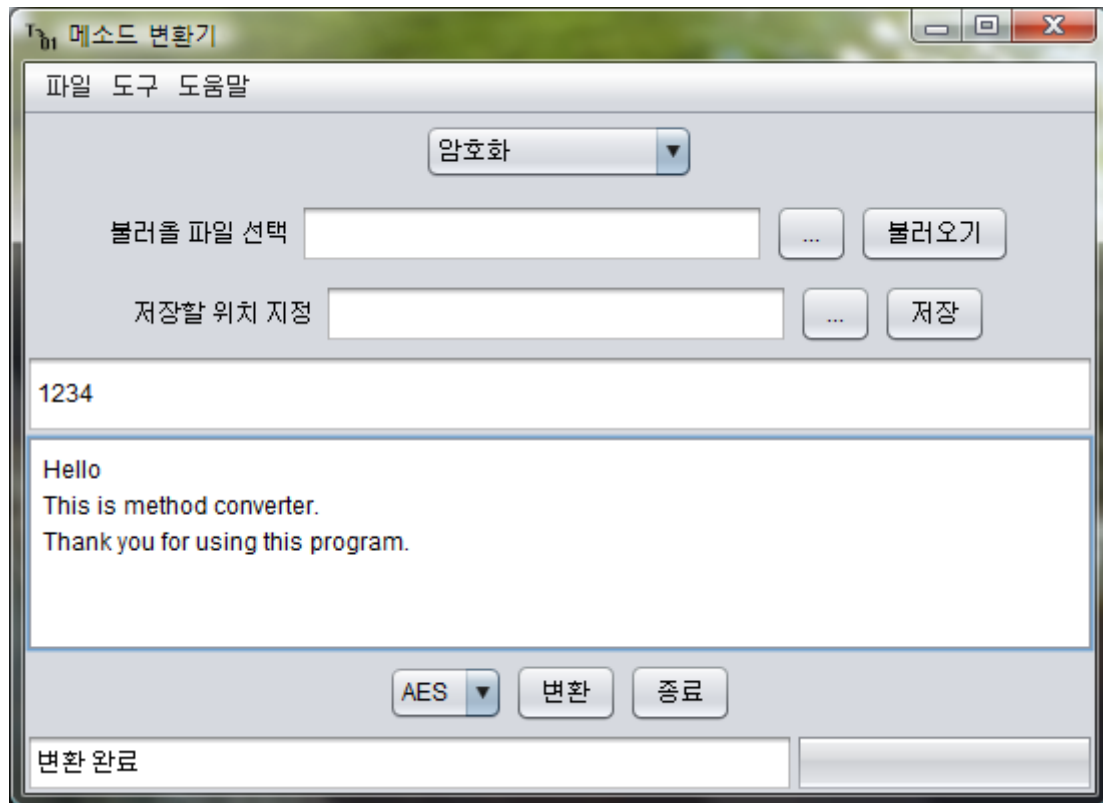 메소드 변환기
파일 도구 도움말
암호화
불러올 파일 선택 ... 불러오기
저장할 위치 지정 ... 저장
1234
Hello
This is method converter.
Thank you for using this program.
AES 변환 종료
변환 완료